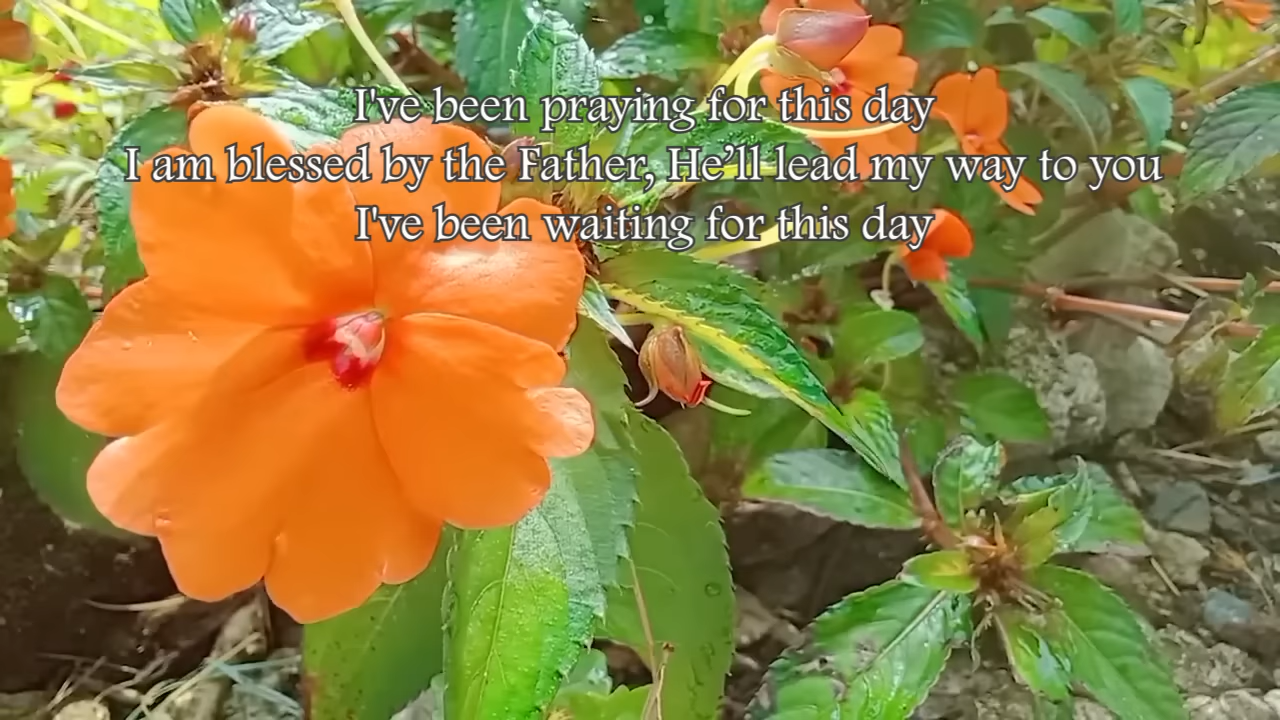 I've been praying for this day
I am blessed by the Father, He’ll lead my way to you
I've been waiting for this day